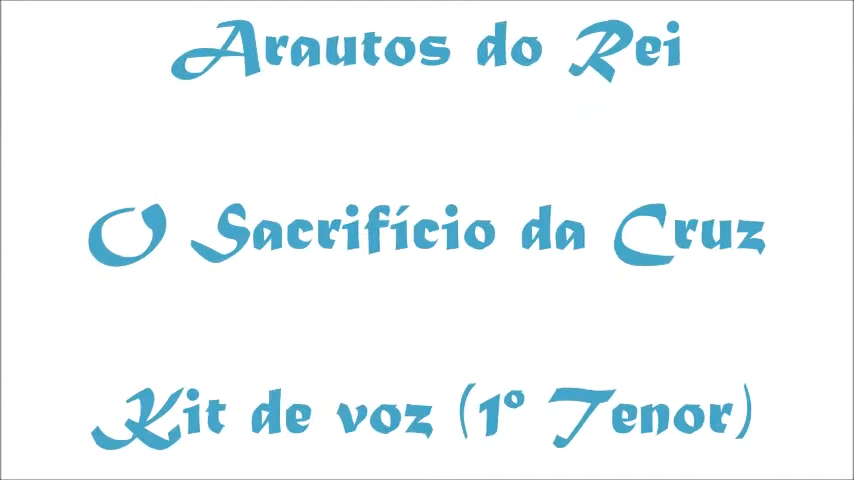 Arautos do Rei
O Sacrifício da Cruz
Kit de voz (1º Tenor)